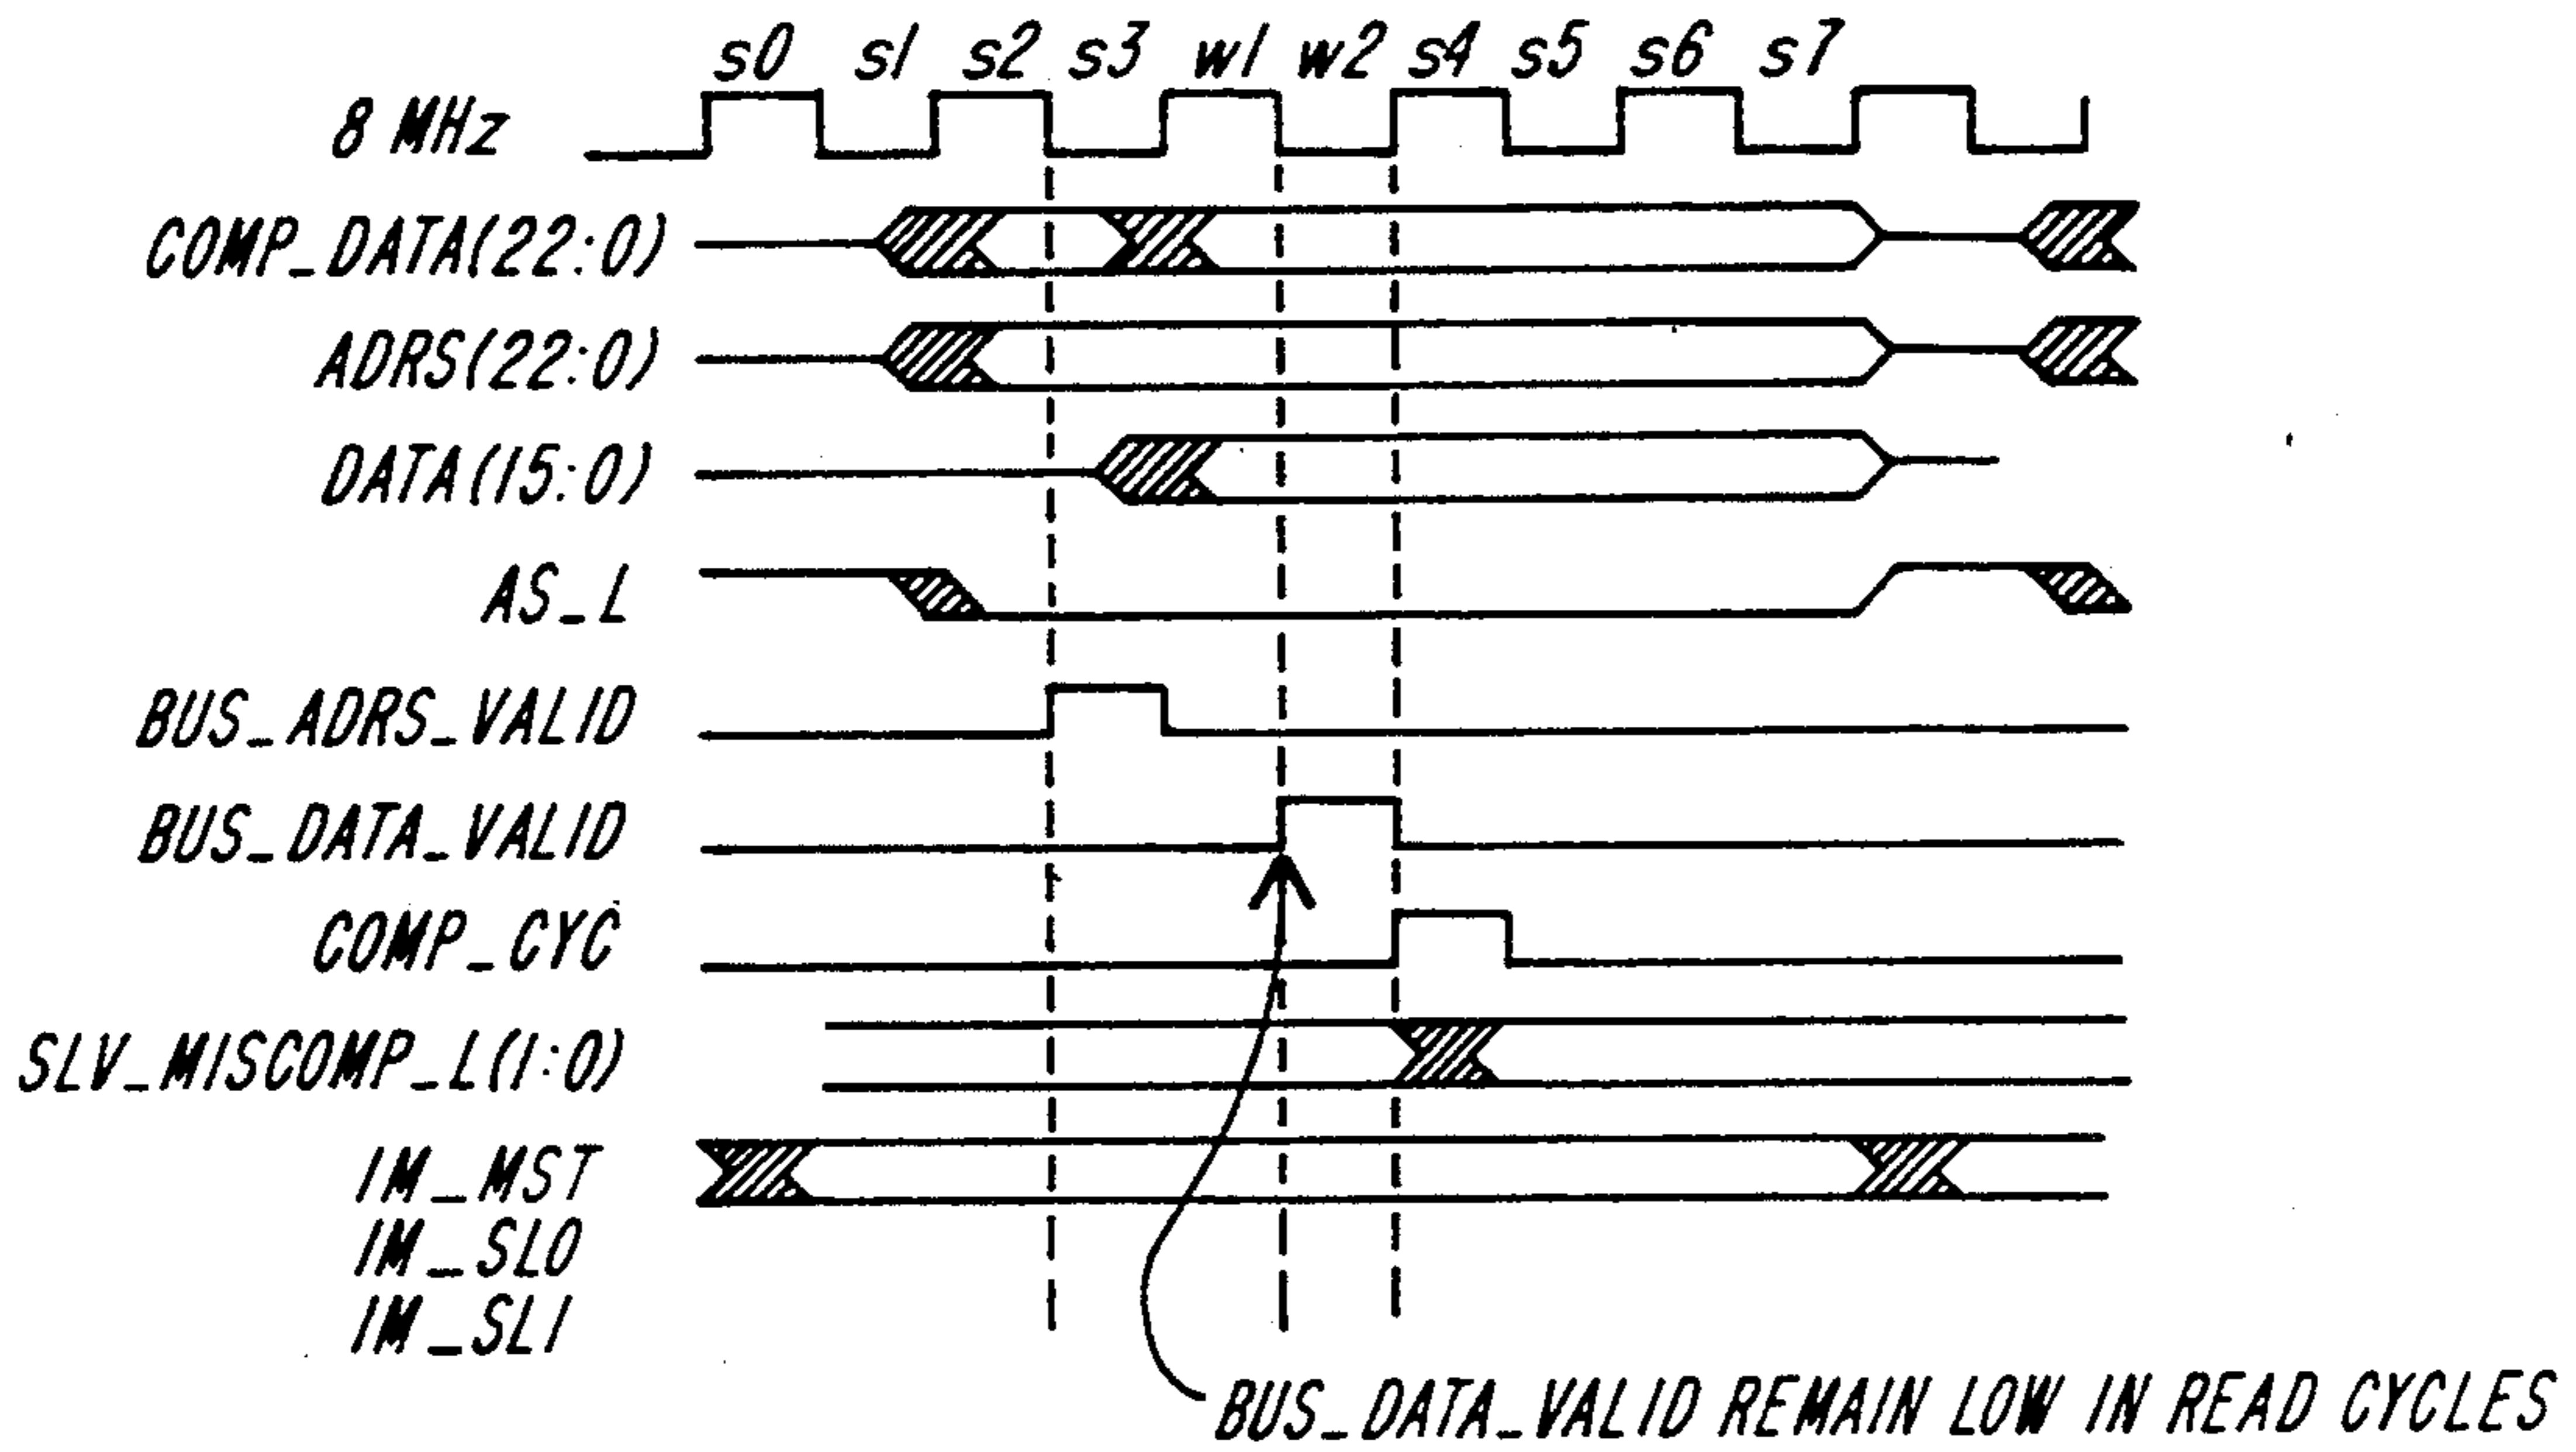 s0 s1 s2 s3 w1 w2 s4 s5 s6 s7
8 MHz
COMP_DATA(22:0)
ADRS(22:0)
DATA(15:0)
AS_L
BUS_ADRS_VALID
BUS_DATA_VALID
COMP_CYC
SLV_MISCOMP_L(1:0)
IM_MST
IM_SL0
IM_SL1
BUS_DATA_VALID REMAIN LOW IN READ CYCLES